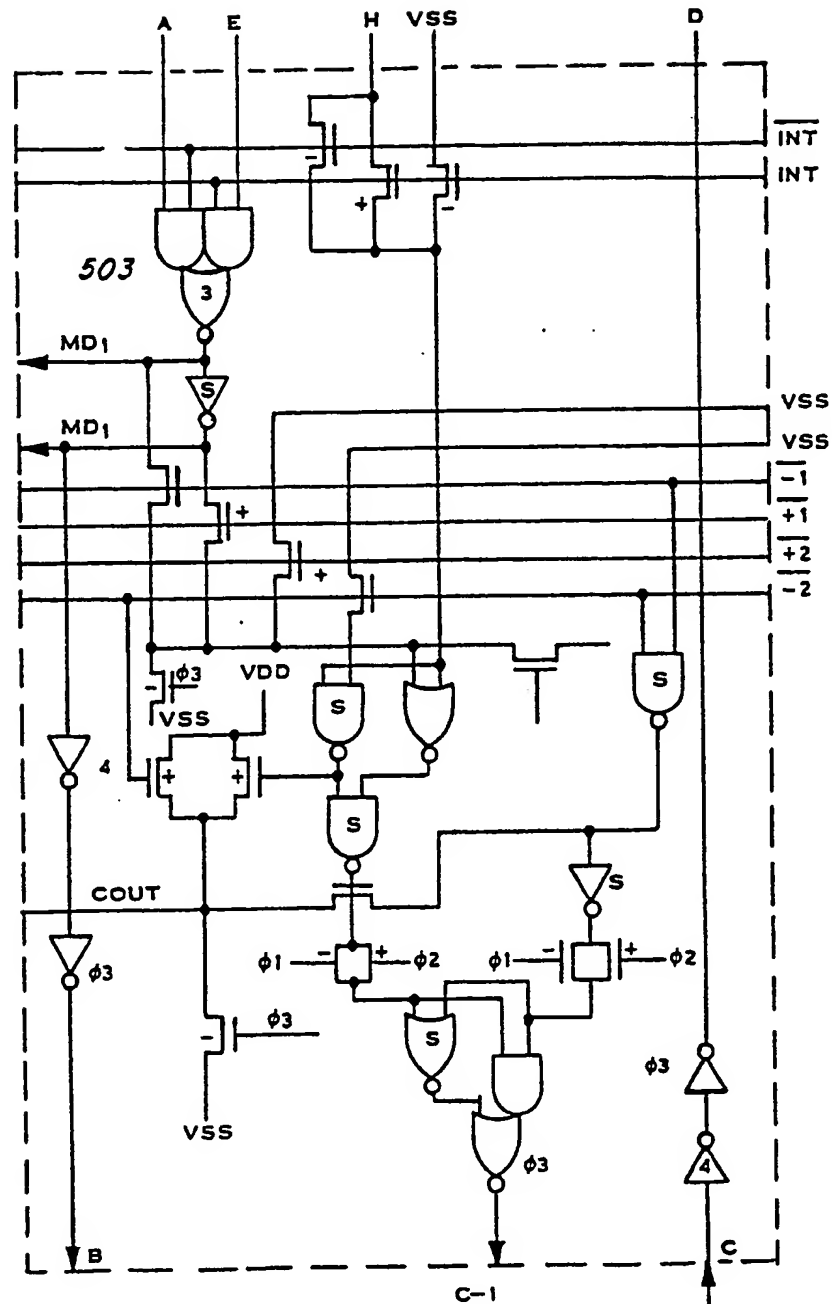 A E H VSS D
I̅N̅T̅
INT
-
+ -
503
3
MD1
S
VSS
MD1
VSS
-̅1̅
+
+̅1̅
+̅2̅
+
-̅2̅
- ϕ3 VDD S S
VSS
4 + +
S
S
COUT
ϕ1 - + ϕ2 ϕ1 - + ϕ2
ϕ3
- ϕ3 S ϕ3
VSS
ϕ3 4
B C
C-1